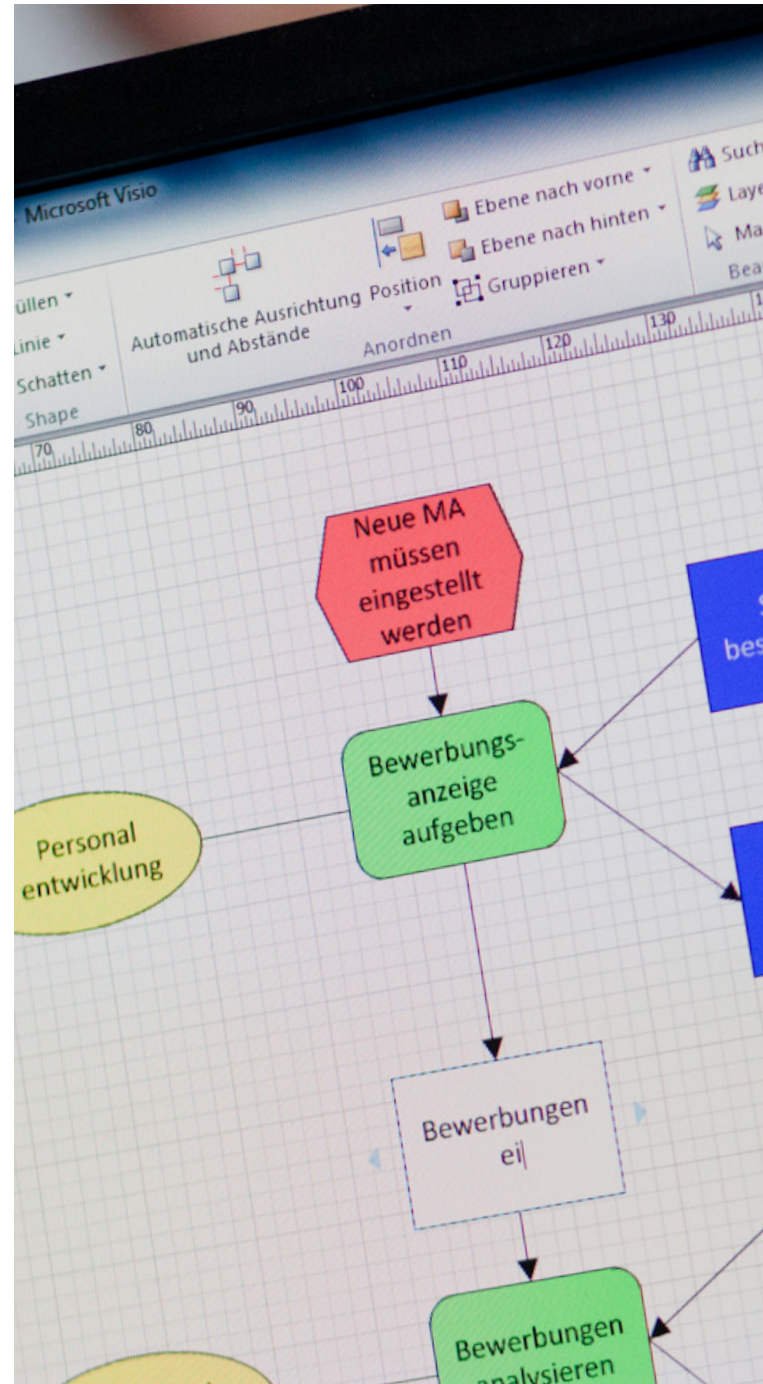 Microsoft Visio
üllen
Linie
Schatten
Shape
Automatische Ausrichtung
und Abstände
Position
Ebene nach vorne
Ebene nach hinten
Gruppieren
Anordnen
Such
Laye
Ma
Bea
70 80 90 100 110 120 130
Neue MA
müssen
eingestellt
werden
S
bes
Bewerbungs-
anzeige
aufgeben
Personal
entwicklung
Bewerbungen
ei
Bewerbungen
analysieren